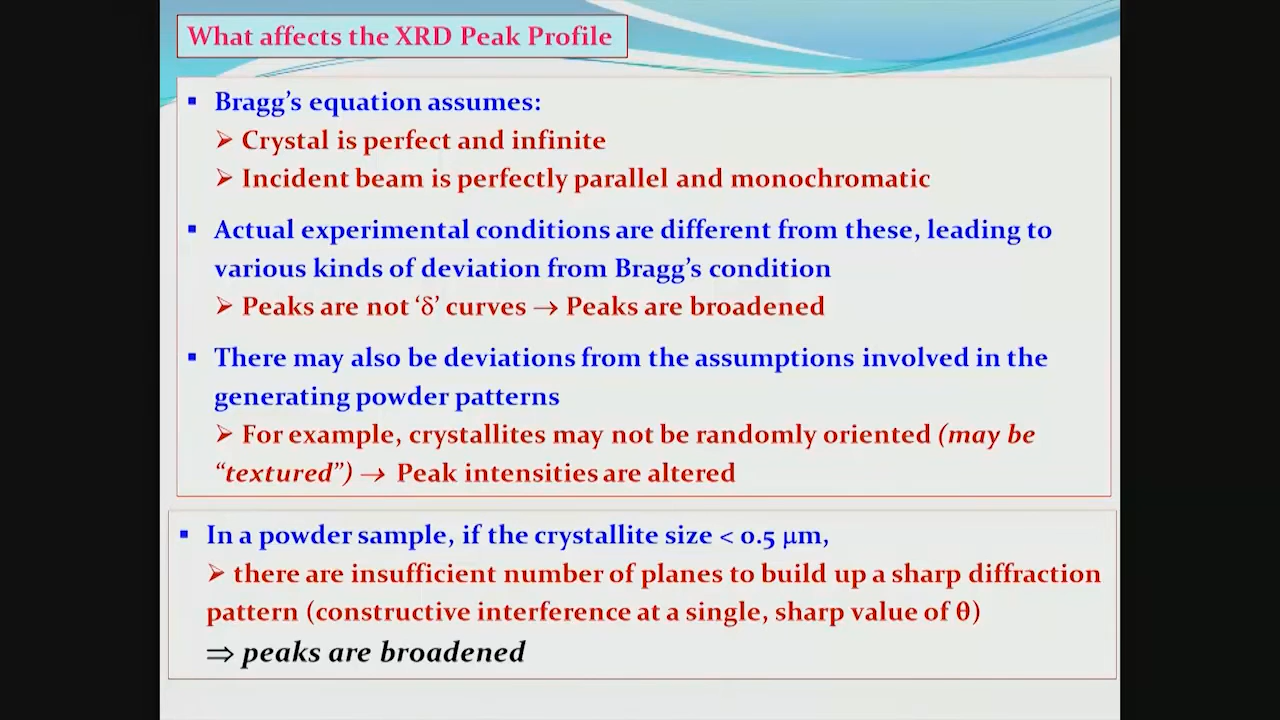 What affects the XRD Peak Profile
▪ Bragg’s equation assumes:
➢ Crystal is perfect and infinite
➢ Incident beam is perfectly parallel and monochromatic
▪ Actual experimental conditions are different from these, leading to
various kinds of deviation from Bragg’s condition
➢ Peaks are not ‘δ’ curves → Peaks are broadened
▪ There may also be deviations from the assumptions involved in the
generating powder patterns
➢ For example, crystallites may not be randomly oriented (may be
“textured”) → Peak intensities are altered
▪ In a powder sample, if the crystallite size < 0.5 μm,
➢ there are insufficient number of planes to build up a sharp diffraction
pattern (constructive interference at a single, sharp value of θ)
⇒ peaks are broadened